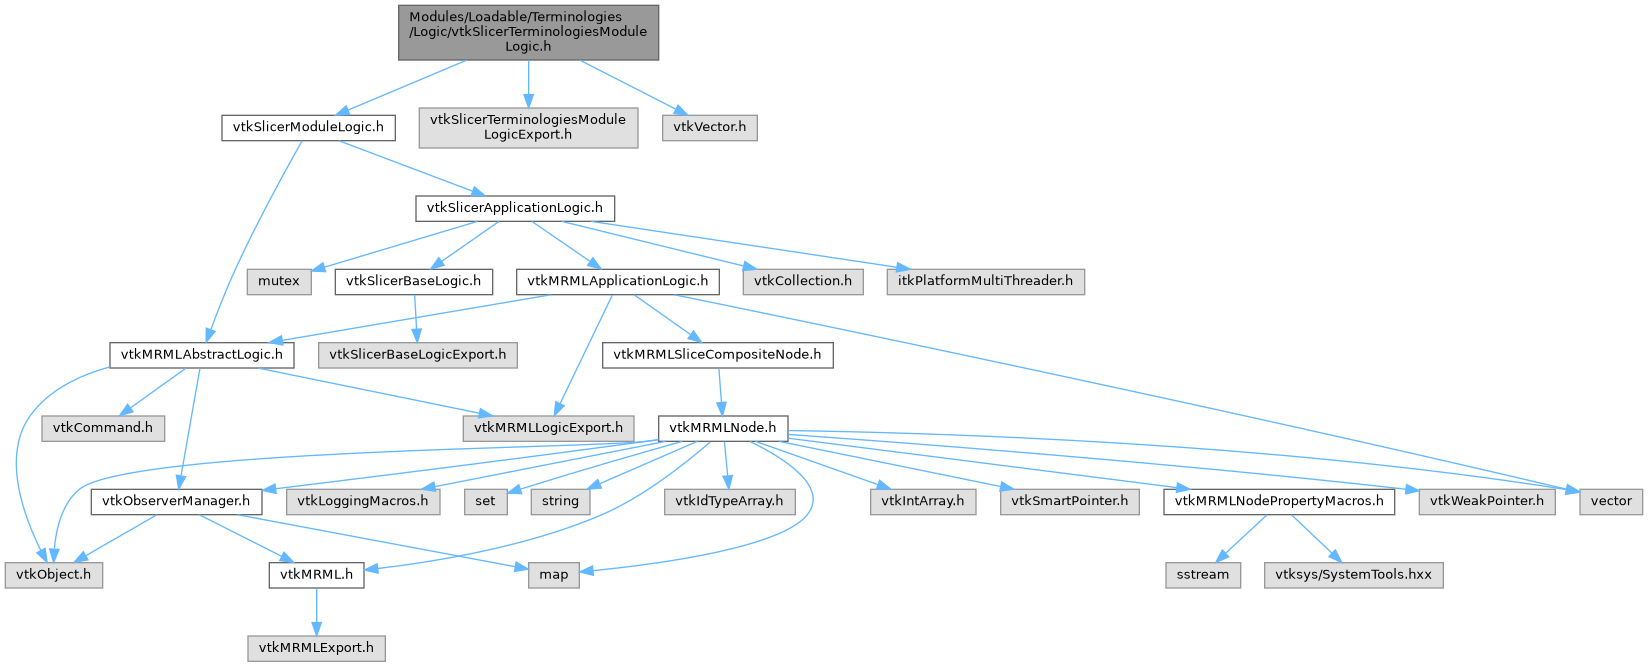 Modules/Loadable/Terminologies
/Logic/vtkSlicerTerminologiesModule
Logic.h
vtkSlicerModuleLogic.h
vtkSlicerTerminologiesModule
LogicExport.h
vtkVector.h
vtkSlicerApplicationLogic.h
mutex
vtkSlicerBaseLogic.h
vtkMRMLApplicationLogic.h
vtkCollection.h
itkPlatformMultiThreader.h
vtkMRMLAbstractLogic.h
vtkSlicerBaseLogicExport.h
vtkMRMLSliceCompositeNode.h
vtkCommand.h
vtkMRMLLogicExport.h
vtkMRMLNode.h
vtkObserverManager.h
vtkLoggingMacros.h
set
string
vtkIdTypeArray.h
vtkIntArray.h
vtkSmartPointer.h
vtkMRMLNodePropertyMacros.h
vtkWeakPointer.h
vector
vtkObject.h
vtkMRML.h
map
sstream
vtksys/SystemTools.hxx
vtkMRMLExport.h